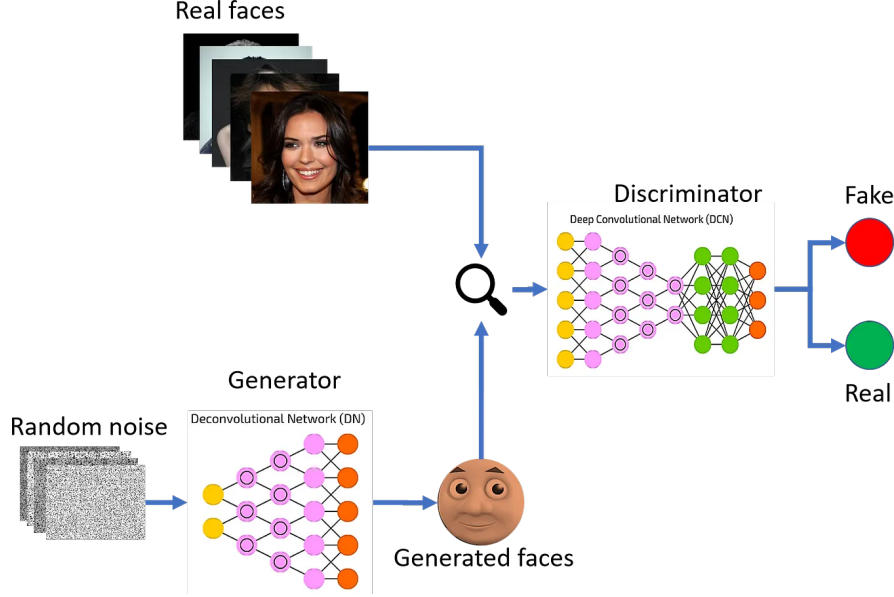 Real faces
Discriminator
Deep Convolutional Network (DCN)
Fake
Real
Generator
Deconvolutional Network (DN)
Random noise
Generated faces